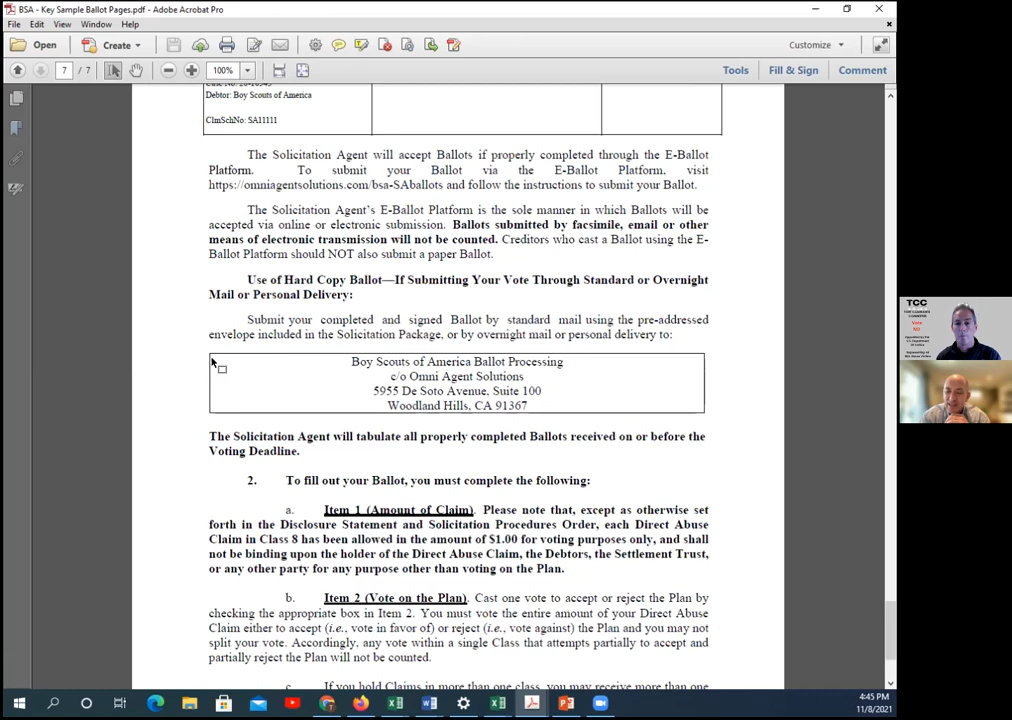 BSA - Key Sample Ballot Pages.pdf - Adobe Acrobat Pro
File Edit View Window Help
Open Create Customize
7 / 7 100% Tools Fill & Sign Comment
Debtor: Boy Scouts of America
ClmSchNo: SA11111
The Solicitation Agent will accept Ballots if properly completed through the E-Ballot
Platform. To submit your Ballot via the E-Ballot Platform, visit
https://omniagentsolutions.com/bsa-SAballots and follow the instructions to submit your Ballot.
The Solicitation Agent's E-Ballot Platform is the sole manner in which Ballots will be
accepted via online or electronic submission. Ballots submitted by facsimile, email or other
means of electronic transmission will not be counted. Creditors who cast a Ballot using the E-
Ballot Platform should NOT also submit a paper Ballot.
Use of Hard Copy Ballot—If Submitting Your Vote Through Standard or Overnight
Mail or Personal Delivery:
Submit your completed and signed Ballot by standard mail using the pre-addressed
envelope included in the Solicitation Package, or by overnight mail or personal delivery to:
Boy Scouts of America Ballot Processing
c/o Omni Agent Solutions
5955 De Soto Avenue, Suite 100
Woodland Hills, CA 91367
The Solicitation Agent will tabulate all properly completed Ballots received on or before the
Voting Deadline.
2. To fill out your Ballot, you must complete the following:
a. Item 1 (Amount of Claim). Please note that, except as otherwise set
forth in the Disclosure Statement and Solicitation Procedures Order, each Direct Abuse
Claim in Class 8 has been allowed in the amount of $1.00 for voting purposes only, and shall
not be binding upon the holder of the Direct Abuse Claim, the Debtors, the Settlement Trust,
or any other party for any purpose other than voting on the Plan.
b. Item 2 (Vote on the Plan). Cast one vote to accept or reject the Plan by
checking the appropriate box in Item 2. You must vote the entire amount of your Direct Abuse
Claim either to accept (i.e., vote in favor of) or reject (i.e., vote against) the Plan and you may not
split your vote. Accordingly, any vote within a single Class that attempts partially to accept and
partially reject the Plan will not be counted.
c. If you hold Claims in more than one class, you may receive more than one
TCC
Vote
NO
4:45 PM
11/8/2021